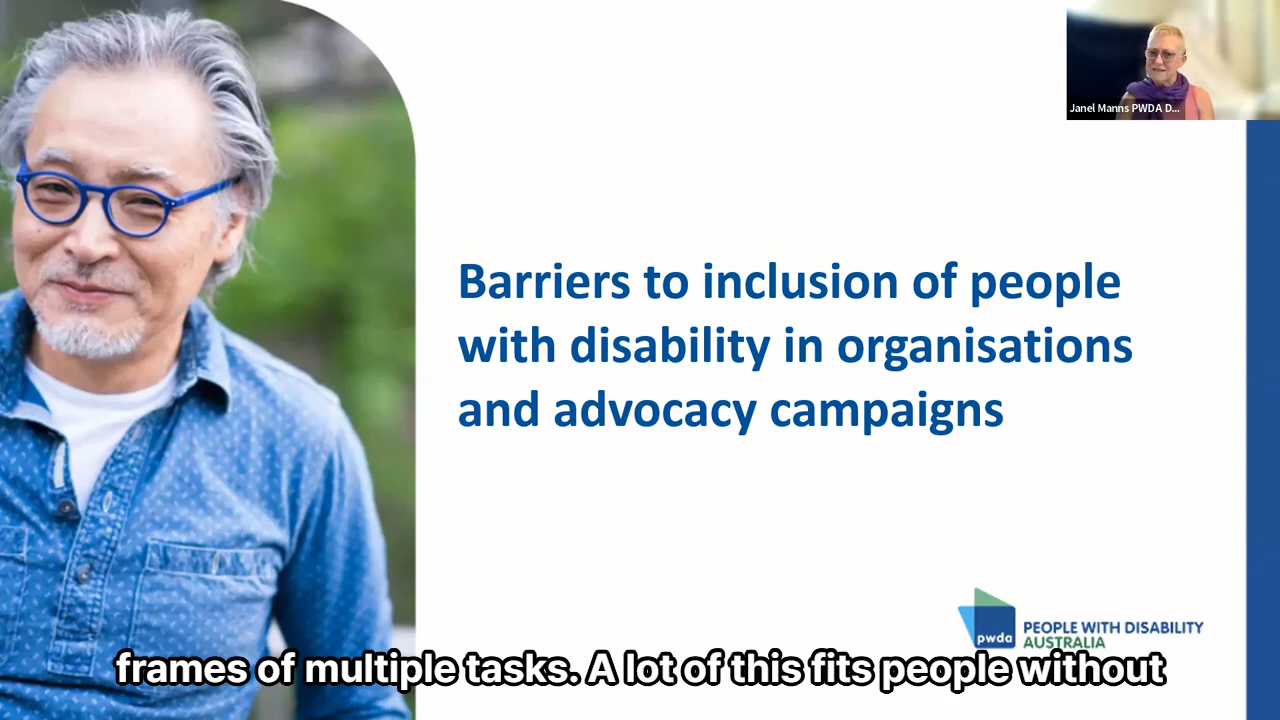 Janel Manns PWDA D...
Barriers to inclusion of people
with disability in organisations
and advocacy campaigns
pwda
PEOPLE WITH DISABILITY
AUSTRALIA
frames of multiple tasks. A lot of this fits people without